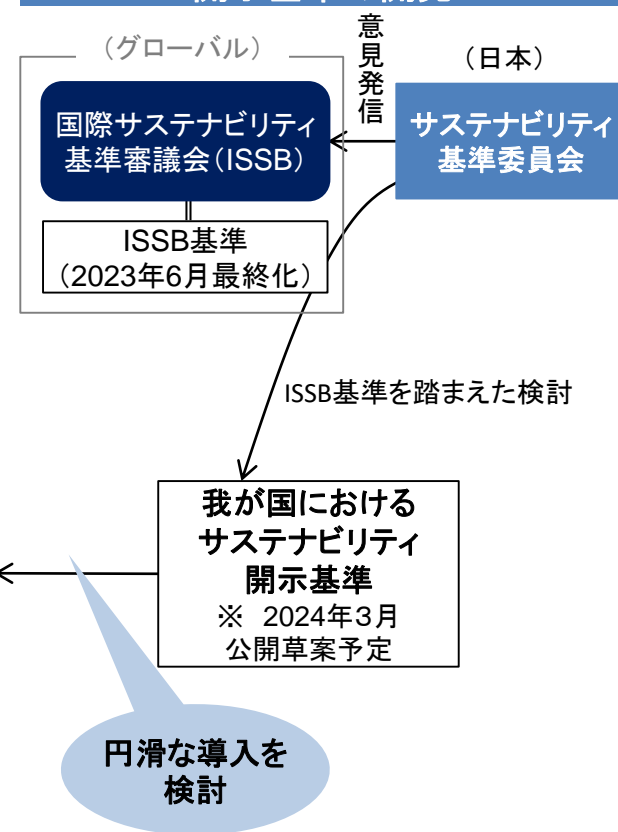 （グローバル）
意見発信
（日本）
国際サステナビリティ
基準審議会（ISSB）
サステナビリティ
基準委員会
ISSB基準
（2023年6月最終化）
ISSB基準を踏まえた検討
我が国における
サステナビリティ
開示基準
※ 2024年3月
公開草案予定
円滑な導入を
検討